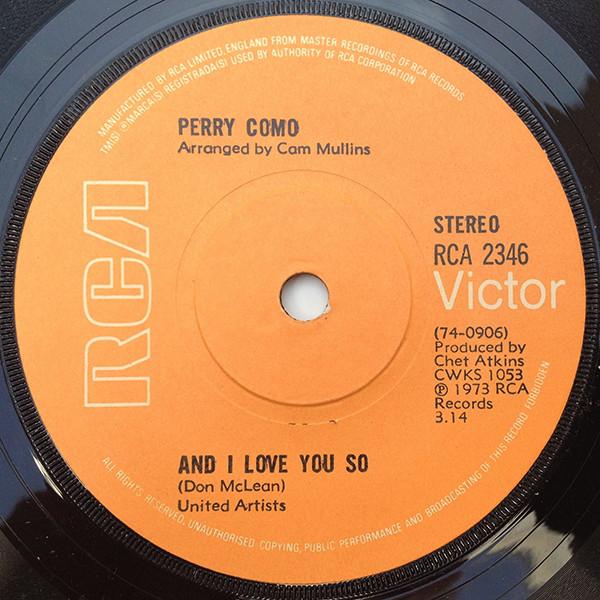 MANUFACTURED BY RCA LIMITED ENGLAND FROM MASTER RECORDINGS OF RCA RECORDS
TM(S) ® MARCA(S) REGISTRADA(S) USED BY AUTHORITY OF RCA CORPORATION
PERRY COMO
Arranged by Cam Mullins
RCA
STEREO
RCA 2346
Victor
(74-0906)
Produced by
Chet Atkins
CWKS 1053
℗ 1973 RCA
Records
3.14
AND I LOVE YOU SO
(Don McLean)
United Artists
ALL RIGHTS RESERVED, UNAUTHORISED COPYING, PUBLIC PERFORMANCE AND BROADCASTING OF THIS RECORD FORBIDDEN